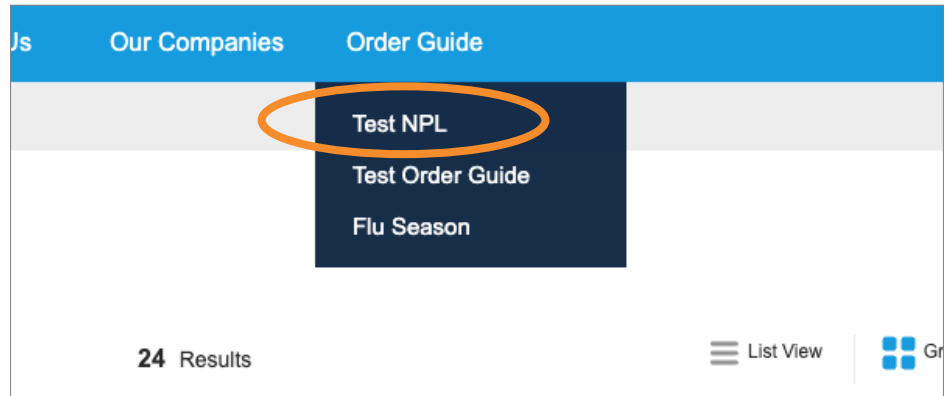 Us Our Companies Order Guide
Test NPL
Test Order Guide
Flu Season
24 Results List View Gr